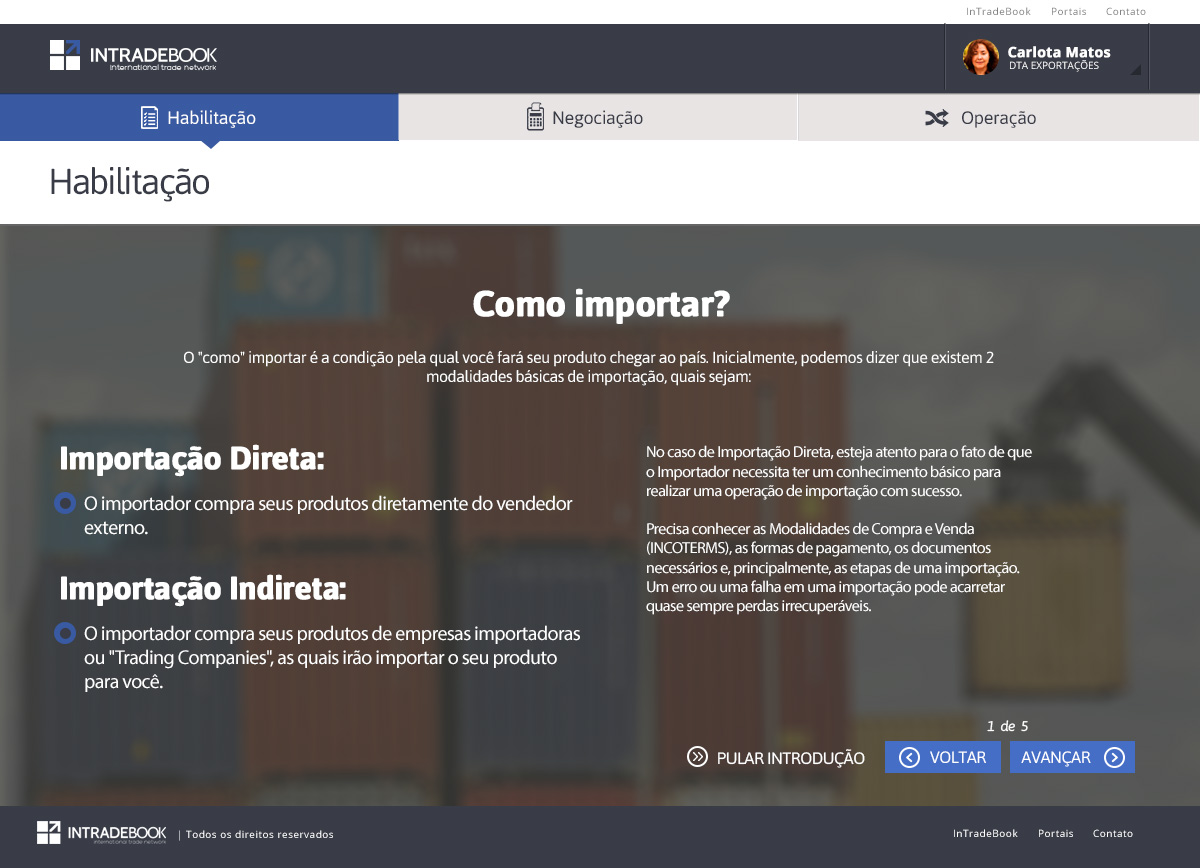 InTradeBook Portais Contato
INTRADEBOOK
international trade network
Carlota Matos
DTA EXPORTAÇÕES
Habilitação
Negociação
Operação
Habilitação
Como importar?
O "como" importar é a condição pela qual você fará seu produto chegar ao país. Inicialmente, podemos dizer que existem 2
modalidades básicas de importação, quais sejam:
Importação Direta:
O importador compra seus produtos diretamente do vendedor
externo.
Importação Indireta:
O importador compra seus produtos de empresas importadoras
ou "Trading Companies", as quais irão importar o seu produto
para você.
No caso de Importação Direta, esteja atento para o fato de que
o Importador necessita ter um conhecimento básico para
realizar uma operação de importação com sucesso.
Precisa conhecer as Modalidades de Compra e Venda
(INCOTERMS), as formas de pagamento, os documentos
necessários e, principalmente, as etapas de uma importação.
Um erro ou uma falha em uma importação pode acarretar
quase sempre perdas irrecuperáveis.
1 de 5
PULAR INTRODUÇÃO
VOLTAR
AVANÇAR
INTRADEBOOK
international trade network
| Todos os direitos reservados
InTradeBook Portais Contato